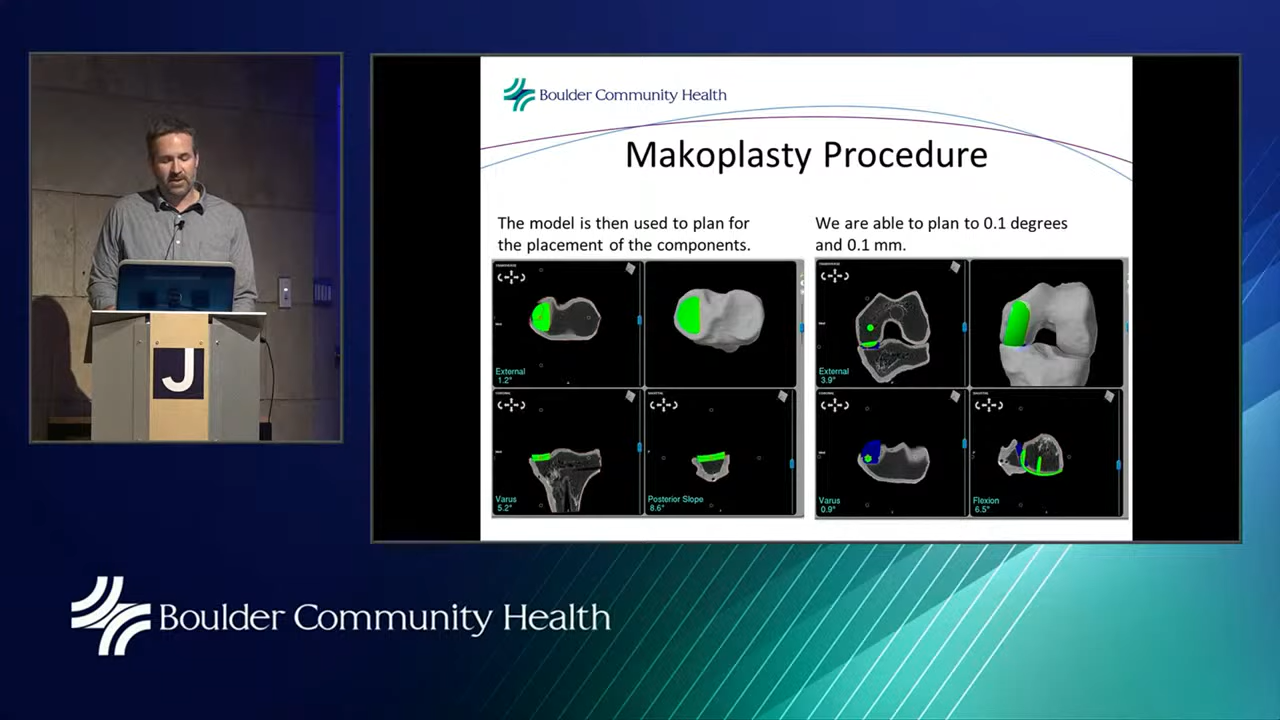 Boulder Community Health
Makoplasty Procedure
The model is then used to plan for
the placement of the components.
We are able to plan to 0.1 degrees
and 0.1 mm.
External
1.2°
Varus
5.2°
Posterior Slope
8.6°
External
3.9°
Varus
0.9°
Flexion
6.5°
J
Boulder Community Health